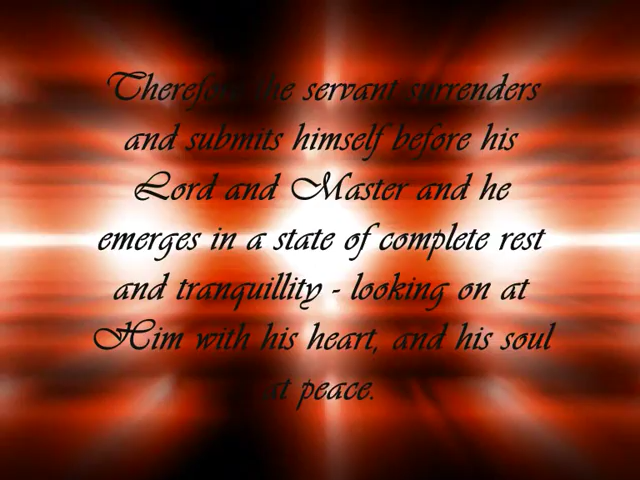 Therefore the servant surrenders
and submits himself before his
Lord and Master and he
emerges in a state of complete rest
and tranquillity - looking on at
Him with his heart, and his soul
at peace.